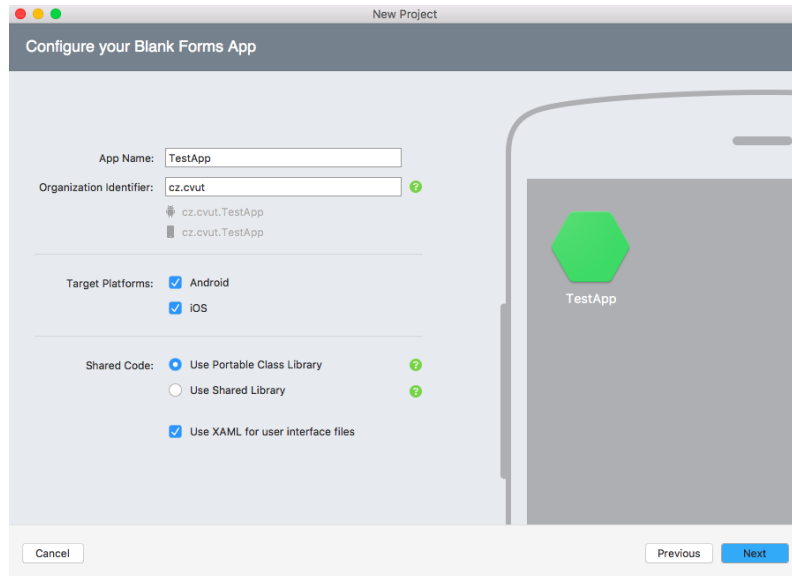 New Project
Configure your Blank Forms App
App Name: TestApp
Organization Identifier: cz.cvut ?
cz.cvut.TestApp
cz.cvut.TestApp
Target Platforms: Android
iOS
Shared Code: Use Portable Class Library ?
Use Shared Library ?
Use XAML for user interface files
TestApp
Cancel Previous Next